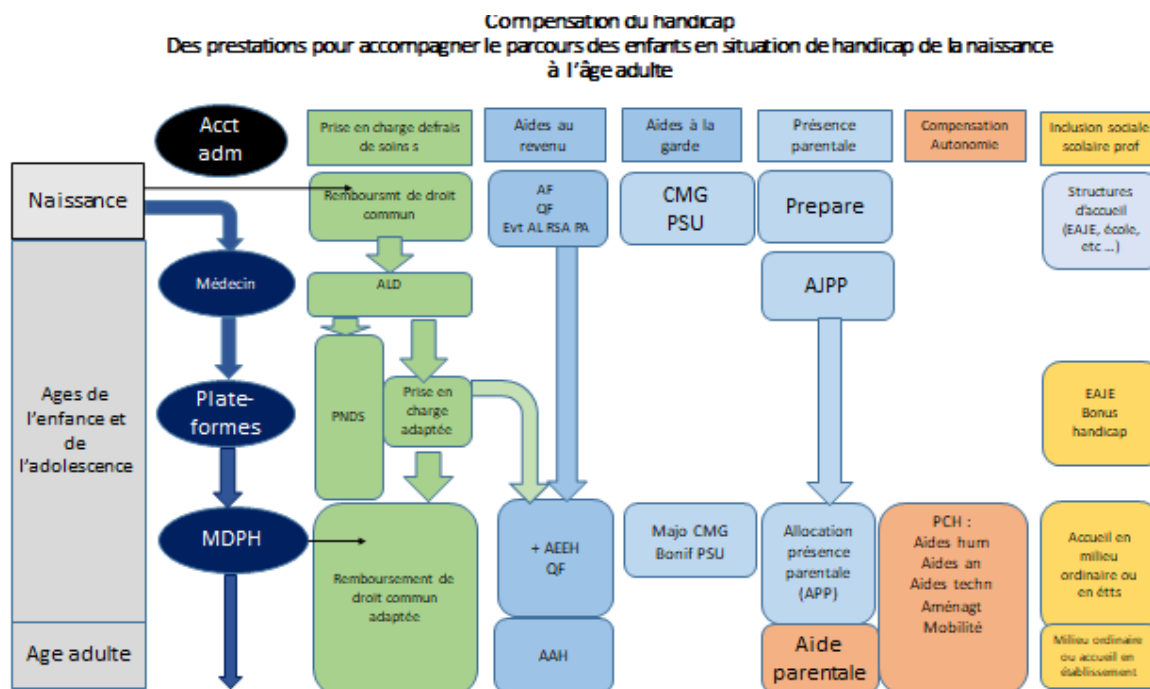 Compensation du handicap
Des prestations pour accompagner le parcours des enfants en situation de handicap de la naissance
à l'âge adulte
Acct
adm
Prise en charge defrais
de soins s
Aides au
revenu
Aides à la
garde
Présence
parentale
Compensation
Autonomie
Inclusion sociale
scolaire prof
Naissance
Remboursmt de droit
commun
AF
QF
Evt AL RSA PA
CMG
PSU
Prepare
Structures
d'accueil
(EAJE, école,
etc ...)
Médecin
ALD
AJPP
Ages de
l'enfance et
de
l'adolescence
Plate-
formes
PNDS
Prise en
charge
adaptée
EAJE
Bonus
handicap
MDPH
Remboursement de
droit commun
adaptée
+ AEEH
QF
Majo CMG
Bonif PSU
Allocation
présence
parentale
(APP)
PCH :
Aides hum
Aides an
Aides techn
Aménagt
Mobilité
Accueil en
milieu
ordinaire ou
en étts
Age adulte
AAH
Aide
parentale
Milieu ordinaire
ou accueil en
établissement